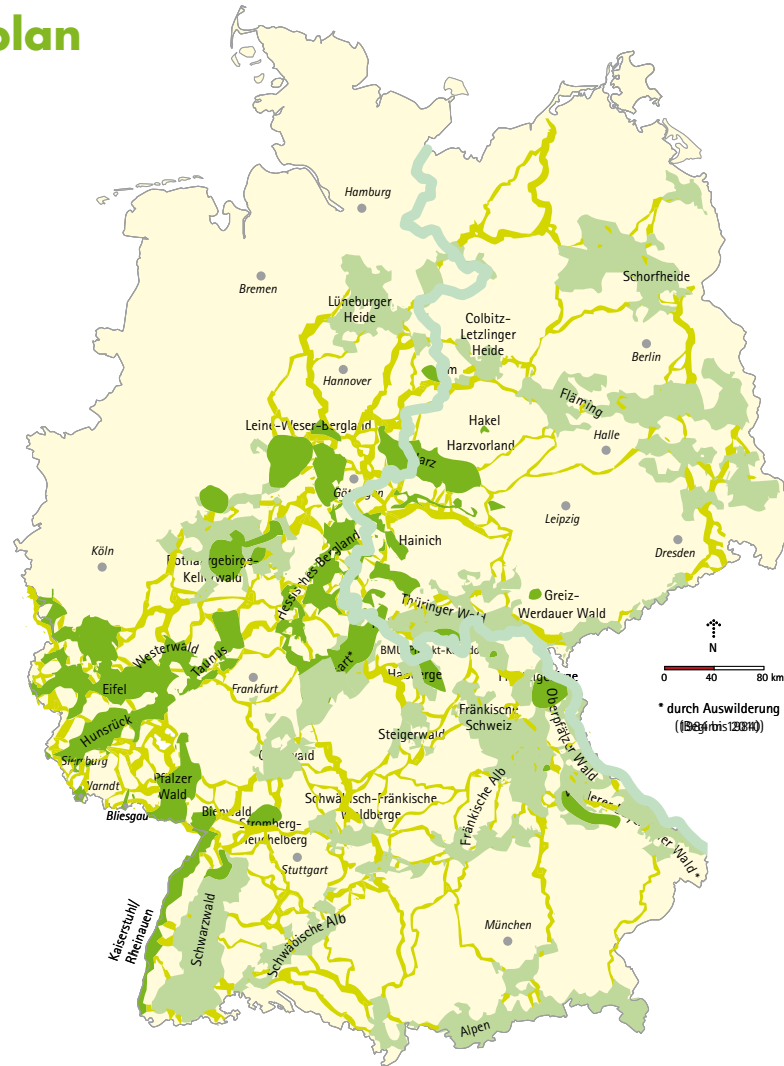 plan
Hamburg
Bremen
Schorfheide
Lüneburger
Heide
Colbitz-
Letzlinger
Heide
Berlin
Hannover
Fläming
Leine-Weser-Bergland
Hakel
Harzvorland
Halle
Leipzig
Köln
Hainich
Dresden
Hessisches Bergland
Thüringer Wald
Greiz-
Werdauer Wald
Westerwald
Taunus
Eifel
Frankfurt
N
0 40 80 km
* durch Auswilderung
Hunsrück
Steigerwald
Fränkische
Schweiz
Oberpfälzer Wald
Pfälzer
Wald
Bliesgau
Bienwald
Stromberg-
Schwäbisch-Fränkische
Waldberge
Fränkische Alb
Stuttgart
Kaiserstuhl/
Rheinauen
Schwarzwald
Schwäbische Alb
München
Alpen